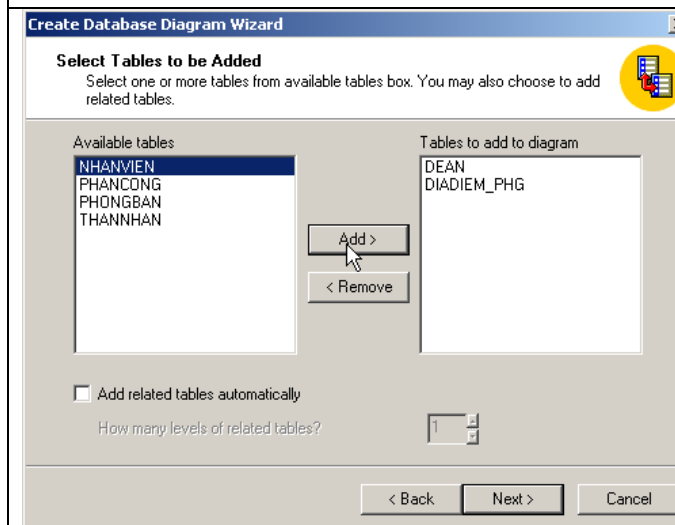 Create Database Diagram Wizard
Select Tables to be Added
Select one or more tables from available tables box. You may also choose to add
related tables.
Available tables
Tables to add to diagram
NHANVIEN
PHANCONG
PHONGBAN
THANNHAN
DEAN
DIADIEM_PHG
Add >
< Remove
Add related tables automatically
How many levels of related tables?
1
< Back
Next >
Cancel